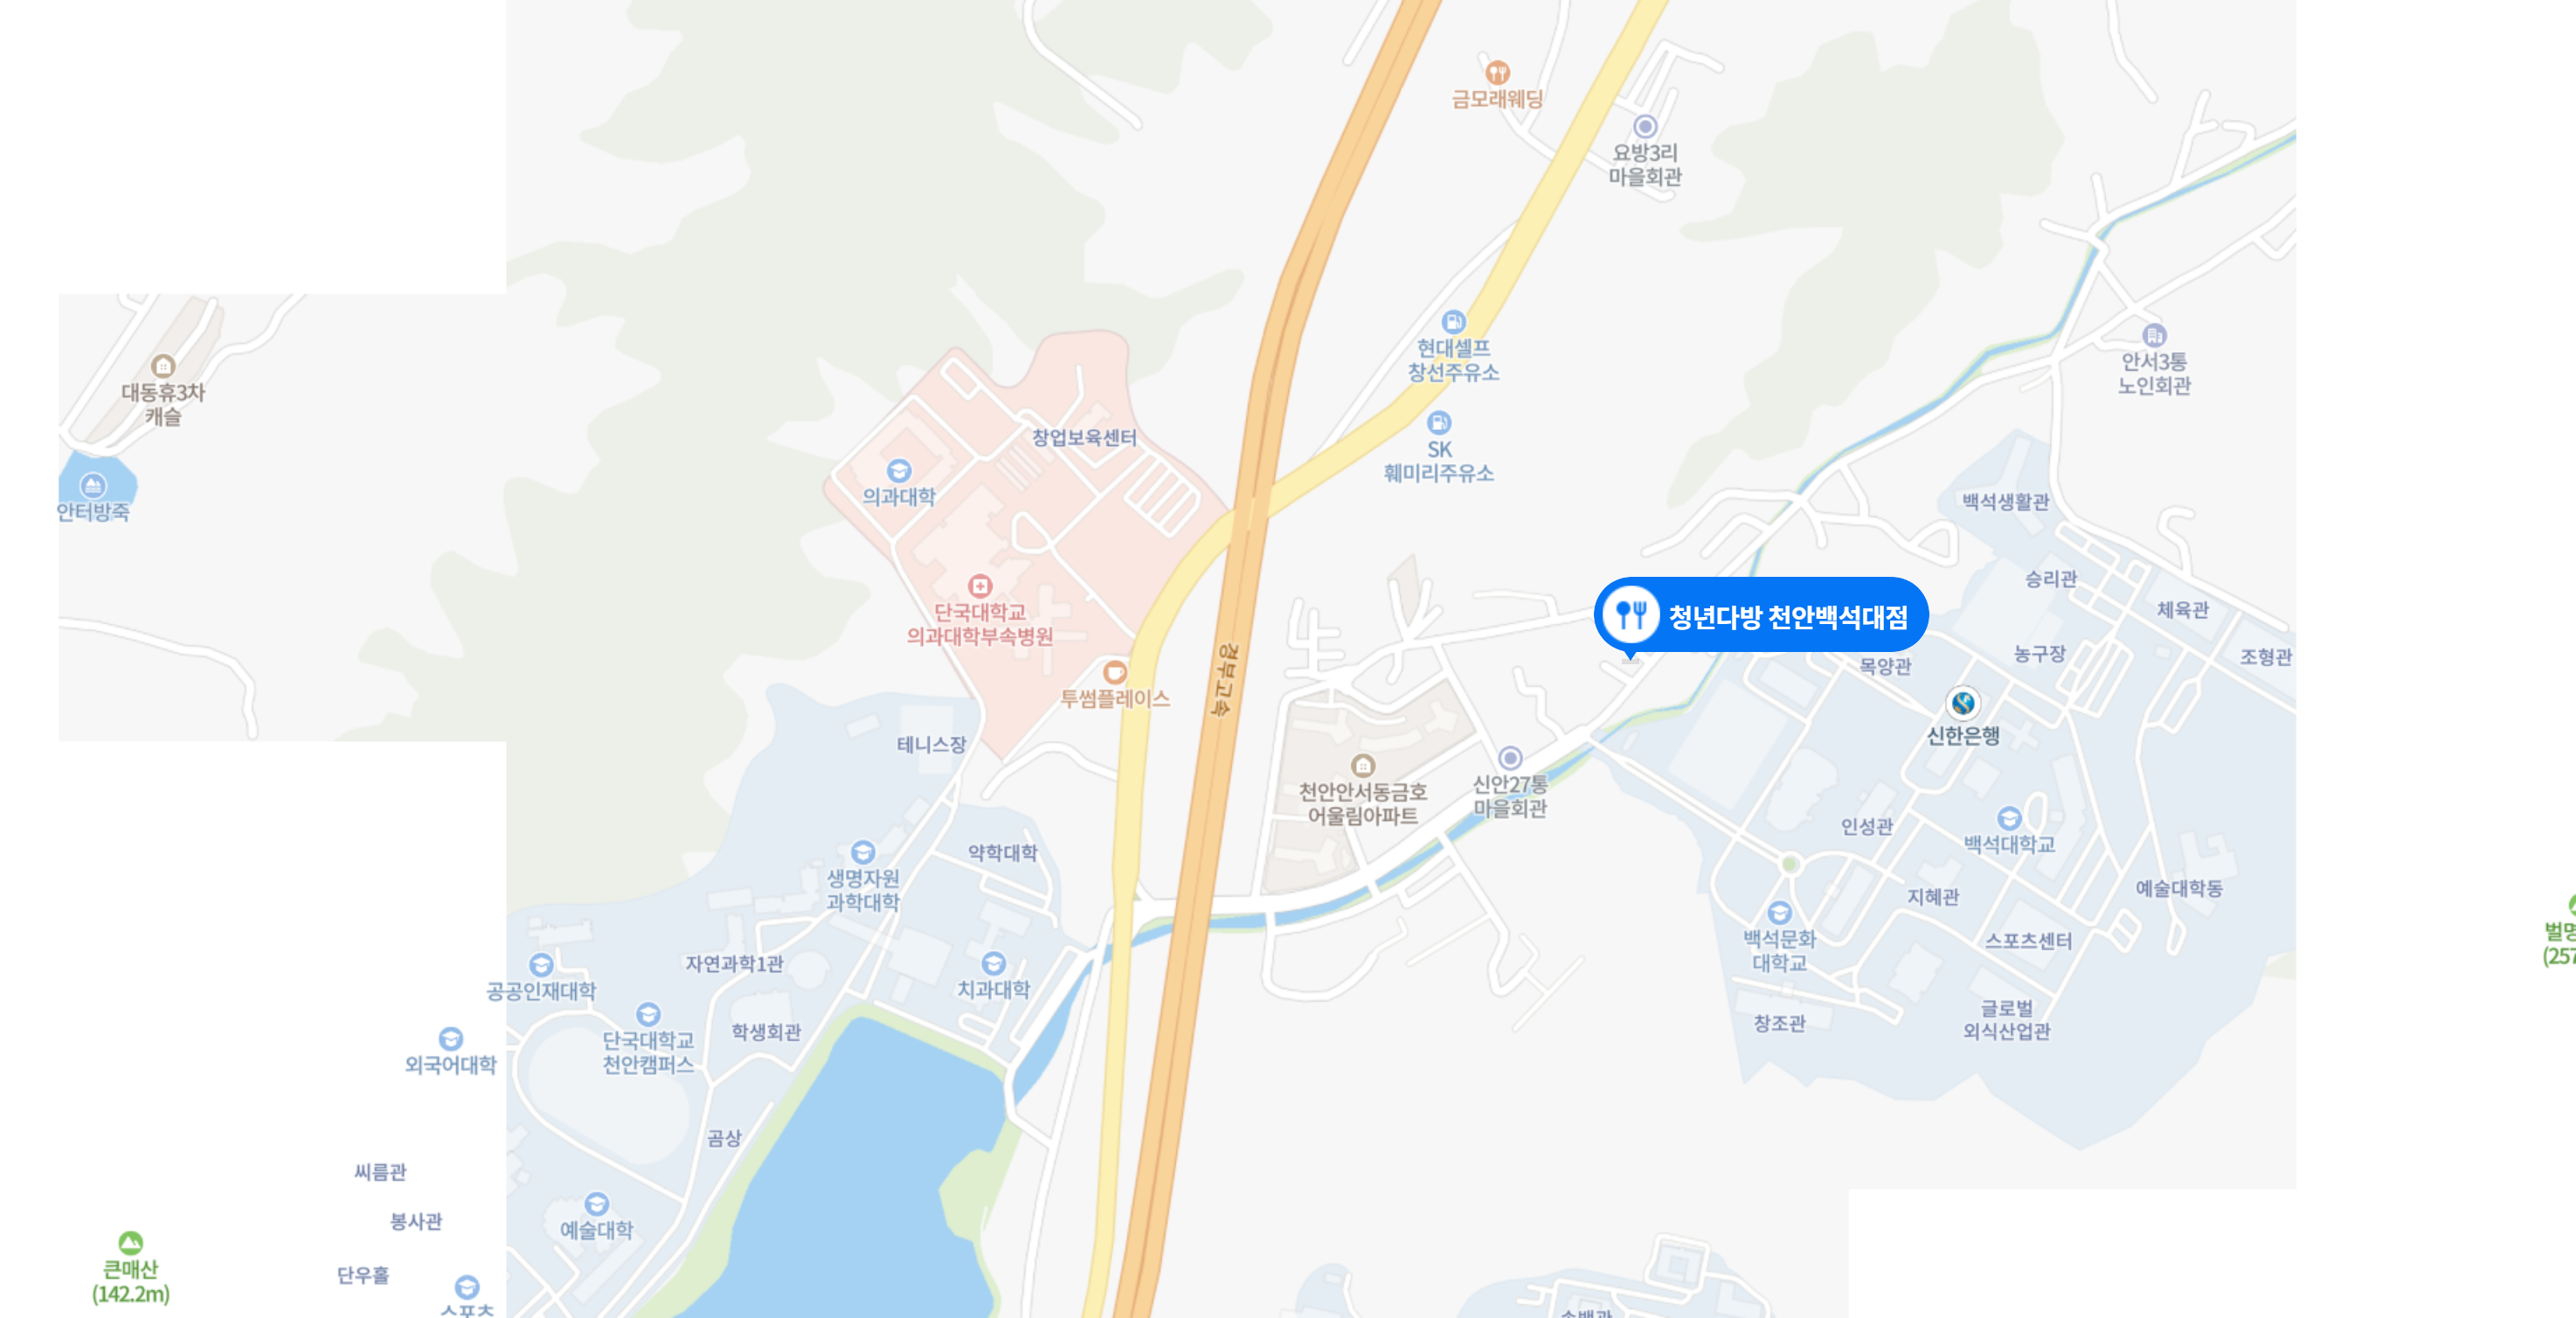 금모래웨딩
요방3리
마을회관
현대셀프
창선주유소
SK
훼미리주유소
대동휴3차
캐슬
안터방죽
창업보육센터
의과대학
단국대학교
의과대학부속병원
투썸플레이스
경부고속
안서3통
노인회관
백석생활관
승리관
체육관
조형관
농구장
목양관
청년다방 천안백석대점
신한은행
테니스장
천안안서동금호
어울림아파트
신안27통
마을회관
인성관
백석대학교
예술대학동
지혜관
스포츠센터
백석문화
대학교
창조관
글로벌
외식산업관
약학대학
생명자원
과학대학
자연과학1관
치과대학
공공인재대학
학생회관
단국대학교
천안캠퍼스
외국어대학
곰상
씨름관
봉사관
단우홀
예술대학
스포츠
큰매산
(142.2m)
(257